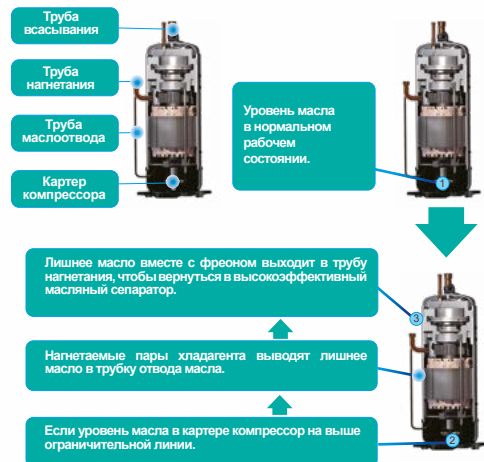 Труба
всасывания
Труба
нагнетания
Труба
маслоотвода
Картер
компрессора
Уровень масла
в нормальном
рабочем
состоянии.
1
Лишнее масло вместе с фреоном выходит в трубу
нагнетания, чтобы вернуться в высокоэффективный
масляный сепаратор.
3
Нагнетаемые пары хладагента выводят лишнее
масло в трубку отвода масла.
Если уровень масла в картере компрессор на выше
ограничительной линии.
2